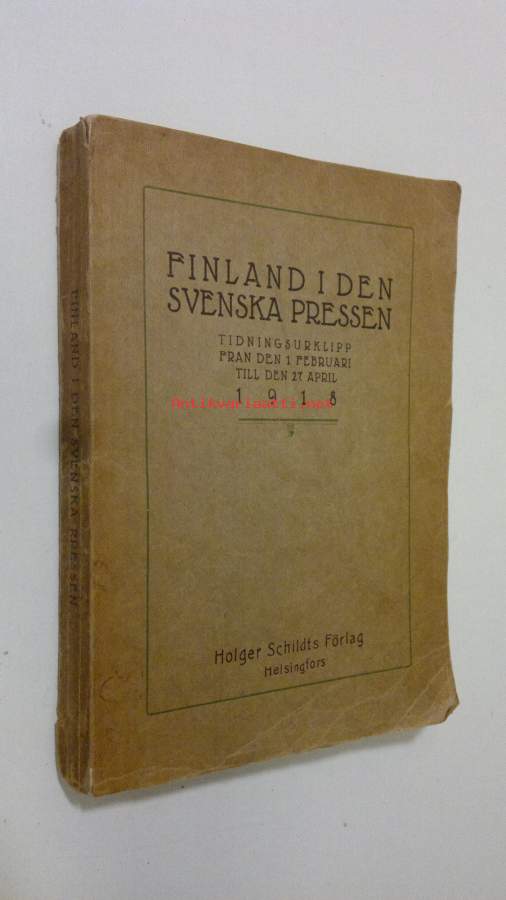 FINLAND I DEN
SVENSKA PRESSEN
TIDNINGSURKLIPP
FRAN DEN 1 FEBRUARI
TILL DEN 27 APRIL
1918
Antikvariaatti.net
Holger Schildts Förlag
Helsingfors
FINLAND I DEN SVENSKA PRESSEN